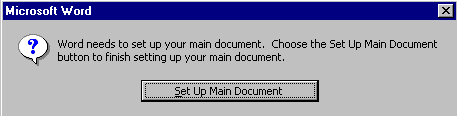 Microsoft Word
Word needs to set up your main document.  Choose the Set Up Main Document
button to finish setting up your main document.
Set Up Main Document